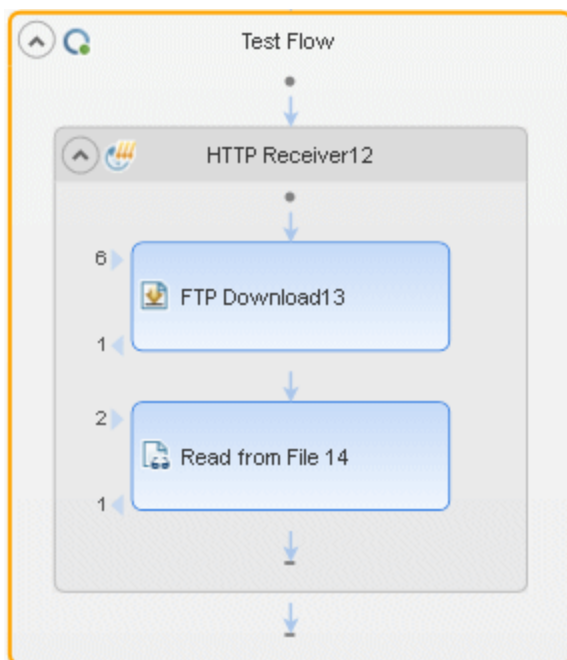 Test Flow
HTTP Receiver12
6
FTP Download13
1
2
Read from File 14
1